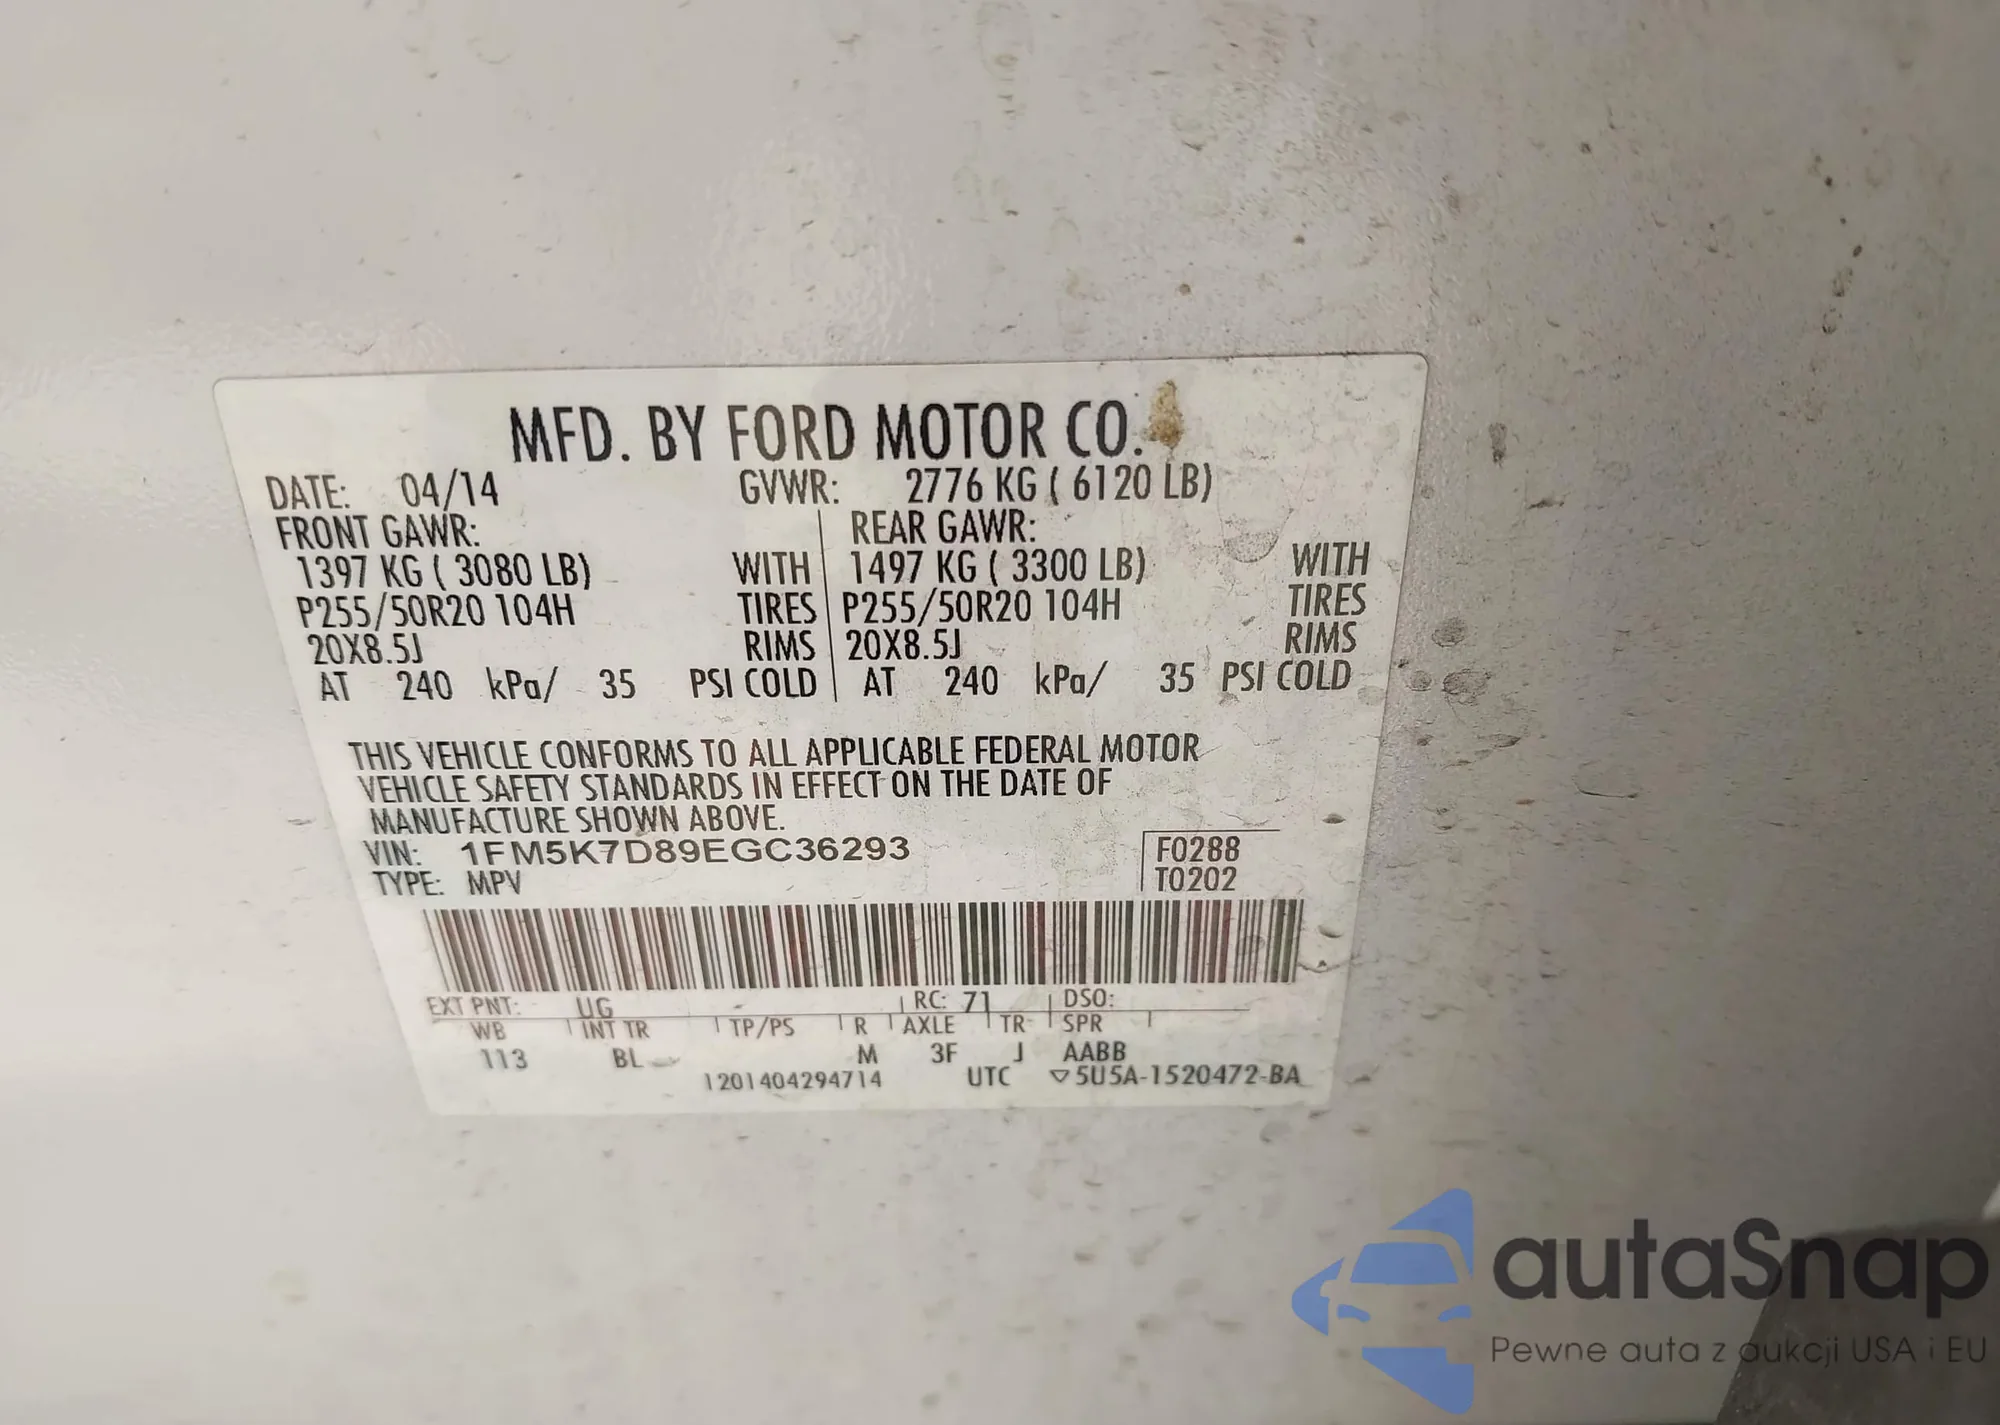 MFD. BY FORD MOTOR CO.
DATE: 04/14 GVWR: 2776 KG ( 6120 LB)
FRONT GAWR: REAR GAWR:
1397 KG ( 3080 LB) WITH 1497 KG ( 3300 LB) WITH
P255/50R20 104H TIRES P255/50R20 104H TIRES
20X8.5J RIMS 20X8.5J RIMS
AT 240 kPa/ 35 PSI COLD AT 240 kPa/ 35 PSI COLD
THIS VEHICLE CONFORMS TO ALL APPLICABLE FEDERAL MOTOR
VEHICLE SAFETY STANDARDS IN EFFECT ON THE DATE OF
MANUFACTURE SHOWN ABOVE.
VIN: 1FM5K7D89EGC36293 F0288
TYPE: MPV T0202
EXT PNT: UG RC: 71 DSO:
WB INT TR TP/PS R AXLE TR SPR
113 BL M 3F J AABB
1201404294714 UTC ▽5U5A-1520472-BA
autaSnap
Pewne auta z aukcji USA i EU